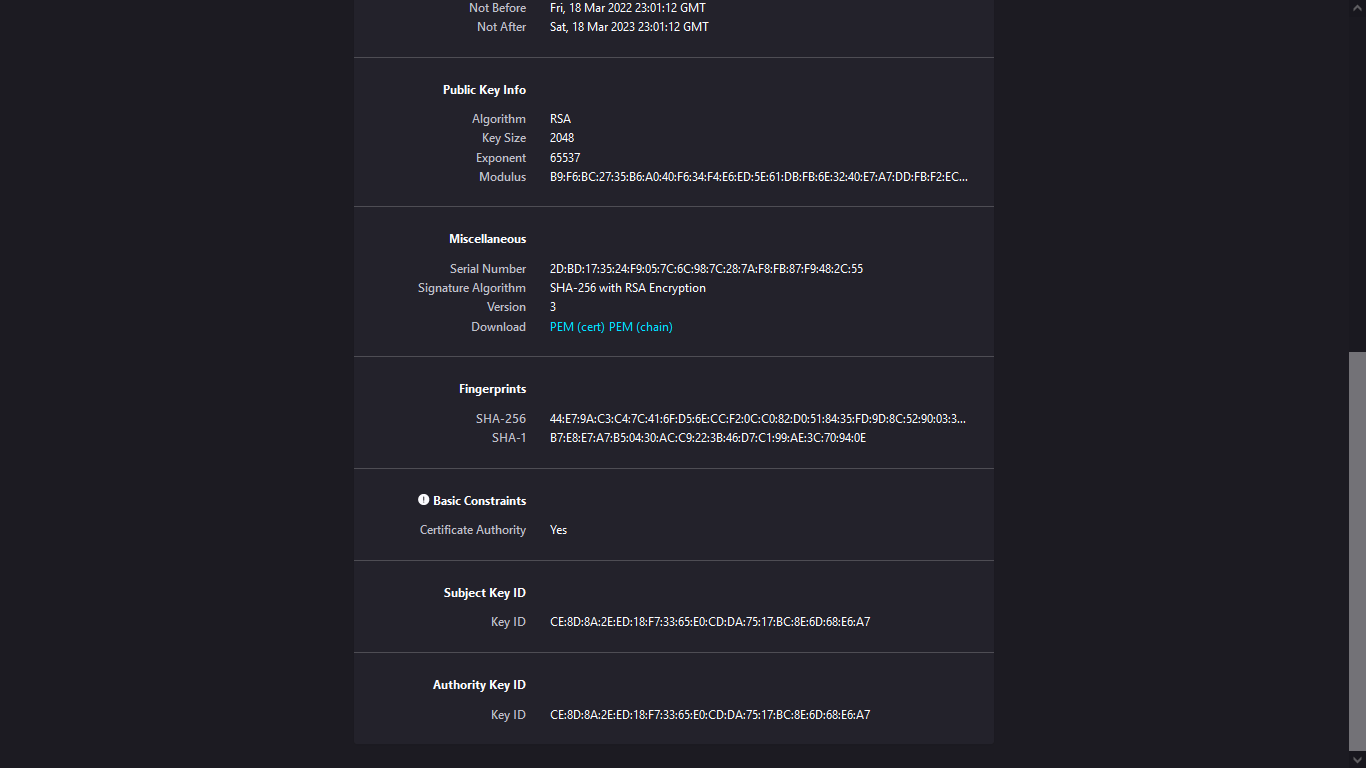 Not Before Fri, 18 Mar 2022 23:01:12 GMT
Not After Sat, 18 Mar 2023 23:01:12 GMT
Public Key Info
Algorithm RSA
Key Size 2048
Exponent 65537
Modulus B9:F6:BC:27:35:B6:A0:40:F6:34:F4:E6:ED:5E:61:DB:FB:6E:32:40:E7:A7:DD:FB:F2:EC...
Miscellaneous
Serial Number 2D:BD:17:35:24:F9:05:7C:6C:98:7C:28:7A:F8:FB:87:F9:48:2C:55
Signature Algorithm SHA-256 with RSA Encryption
Version 3
Download PEM (cert) PEM (chain)
Fingerprints
SHA-256 44:E7:9A:C3:C4:7C:41:6F:D5:6E:CC:F2:0C:C0:82:D0:51:84:35:FD:9D:8C:52:90:03:3...
SHA-1 B7:E8:E7:A7:B5:04:30:AC:C9:22:3B:46:D7:C1:99:AE:3C:70:94:0E
Basic Constraints
Certificate Authority Yes
Subject Key ID
Key ID CE:8D:8A:2E:ED:18:F7:33:65:E0:CD:DA:75:17:BC:8E:6D:68:E6:A7
Authority Key ID
Key ID CE:8D:8A:2E:ED:18:F7:33:65:E0:CD:DA:75:17:BC:8E:6D:68:E6:A7